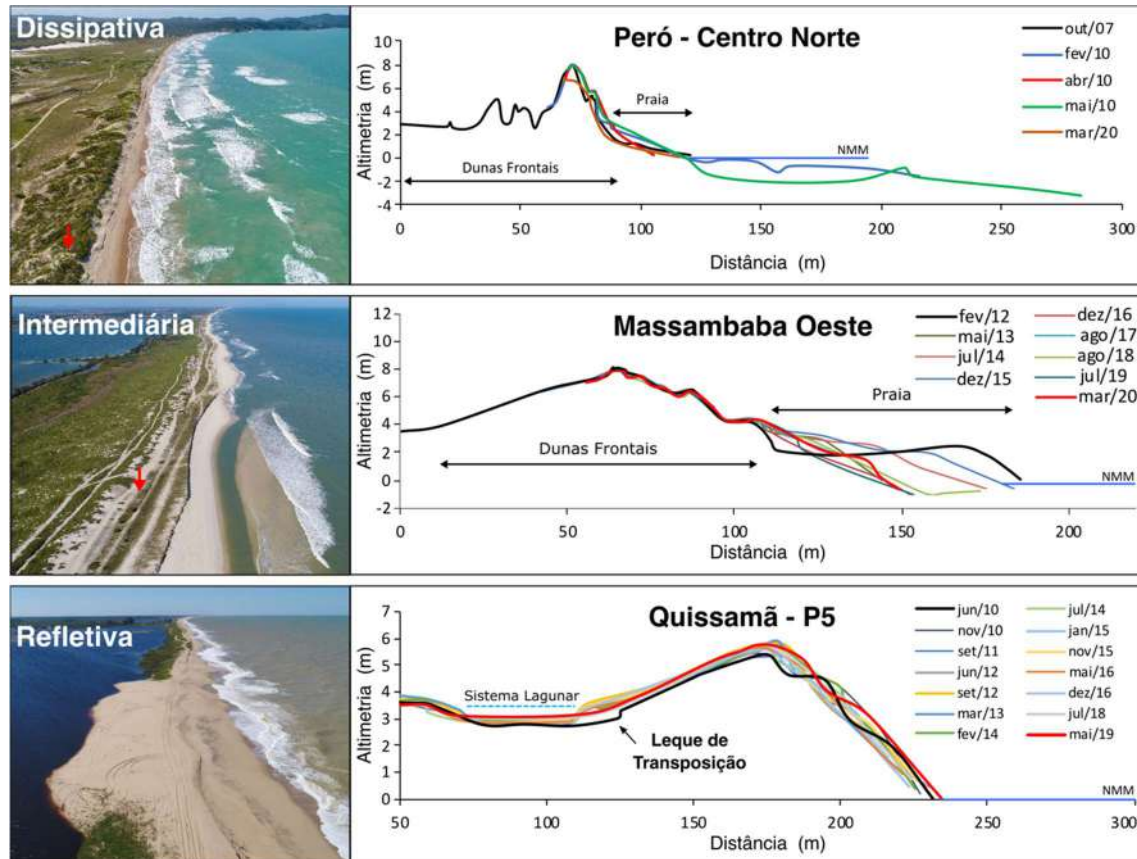 Dissipativa
Peró - Centro Norte
Altimetria (m)
10
8
6
4
2
0
-2
-4
Praia
Dunas Frontais
NMM
out/07
fev/10
abr/10
mai/10
mar/20
0 50 100 150 200 250 300
Distância (m)
Intermediária
Massambaba Oeste
Altimetria (m)
12
10
8
6
4
2
0
-2
Dunas Frontais
Praia
NMM
fev/12 dez/16
mai/13 ago/17
jul/14 ago/18
dez/15 jul/19
mar/20
0 50 100 150 200
Distância (m)
Refletiva
Quissamã - P5
Altimetria (m)
7
6
5
4
3
2
1
0
Sistema Lagunar
Leque de
Transposição
NMM
jun/10 jul/14
nov/10 jan/15
set/11 nov/15
jun/12 mai/16
set/12 dez/16
mar/13 jul/18
fev/14 mai/19
50 100 150 200 250 300
Distância (m)